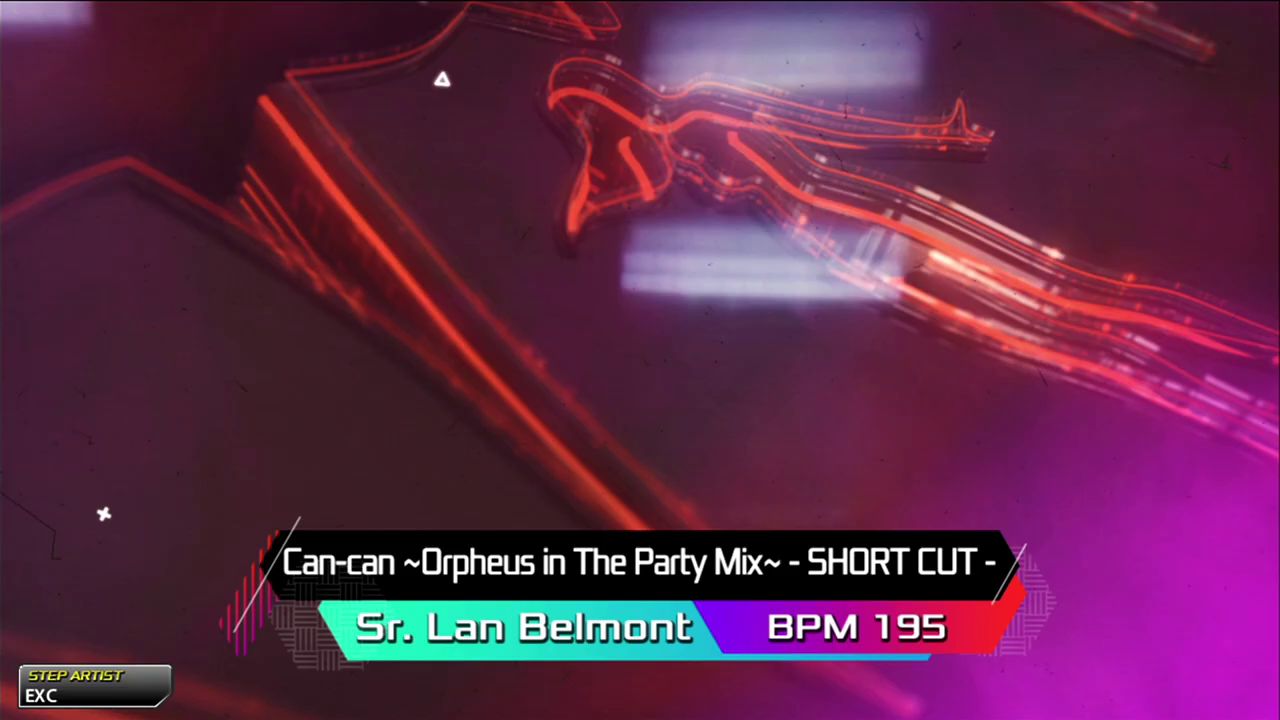 Can-can ~Orpheus in The Party Mix~ - SHORT CUT -
Sr. Lan Belmont
BPM 195
STEP ARTIST
EXC